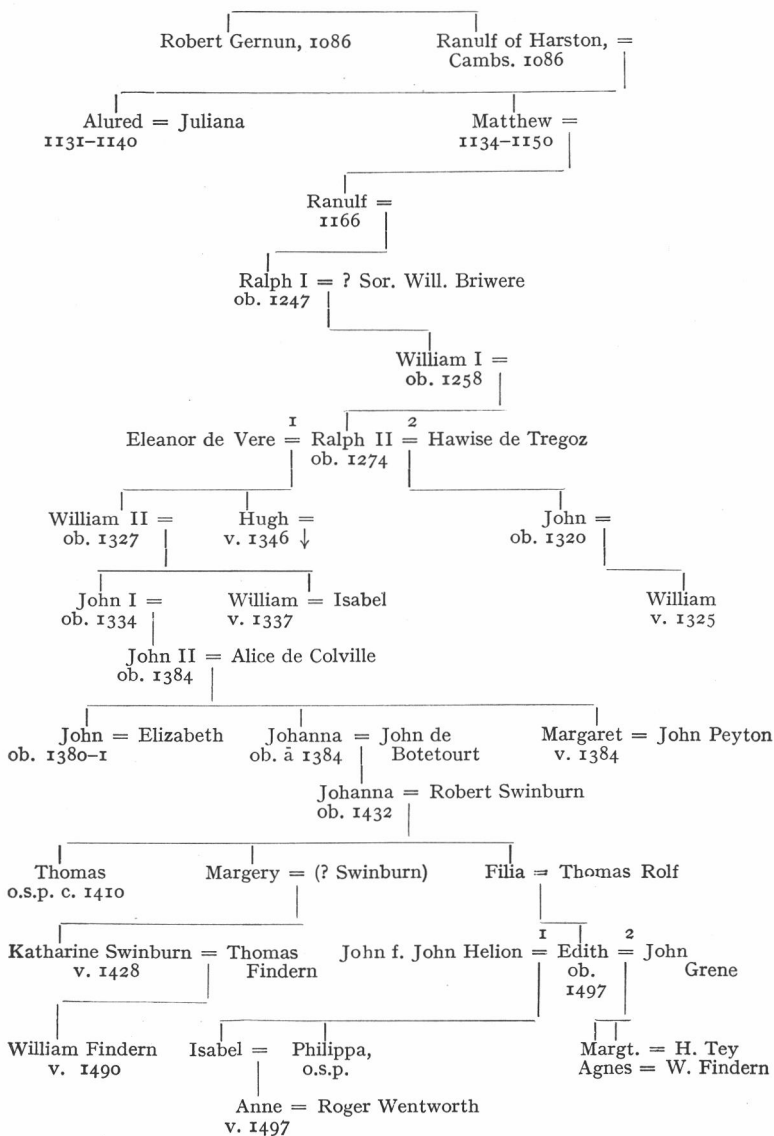 Robert Gernun, 1086 Ranulf of Harston, =
Cambs. 1086
Alured = Juliana Matthew =
1131–1140 1134–1150
Ranulf =
1166
Ralph I = ? Sor. Will. Briwere
ob. 1247
William I =
ob. 1258
1 2
Eleanor de Vere = Ralph II = Hawise de Tregoz
ob. 1274
William II = Hugh = John =
ob. 1327 v. 1346 ↓ ob. 1320
John I = William = Isabel William
ob. 1334 v. 1337 v. 1325
John II = Alice de Colville
ob. 1384
John = Elizabeth Johanna = John de Margaret = John Peyton
ob. 1380–1 ob. ā 1384 Botetourt v. 1384
Johanna = Robert Swinburn
ob. 1432
Thomas Margery = (? Swinburn) Filia = Thomas Rolf
o.s.p. c. 1410
1 2
Katharine Swinburn = Thomas John f. John Helion = Edith = John
v. 1428 Findern ob. Grene
1497
William Findern Isabel = Philippa, Margt. = H. Tey
v. 1490 o.s.p. Agnes = W. Findern
Anne = Roger Wentworth
v. 1497